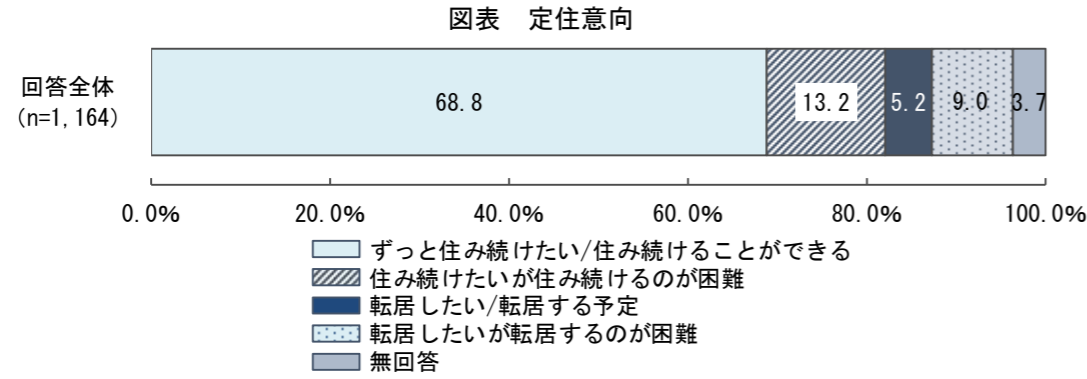 図表　定住意向
回答全体
(n=1,164)
68.8
13.2
5.2
9.0
3.7
0.0%
20.0%
40.0%
60.0%
80.0%
100.0%
ずっと住み続けたい/住み続けることができる
住み続けたいが住み続けるのが困難
転居したい/転居する予定
転居したいが転居するのが困難
無回答